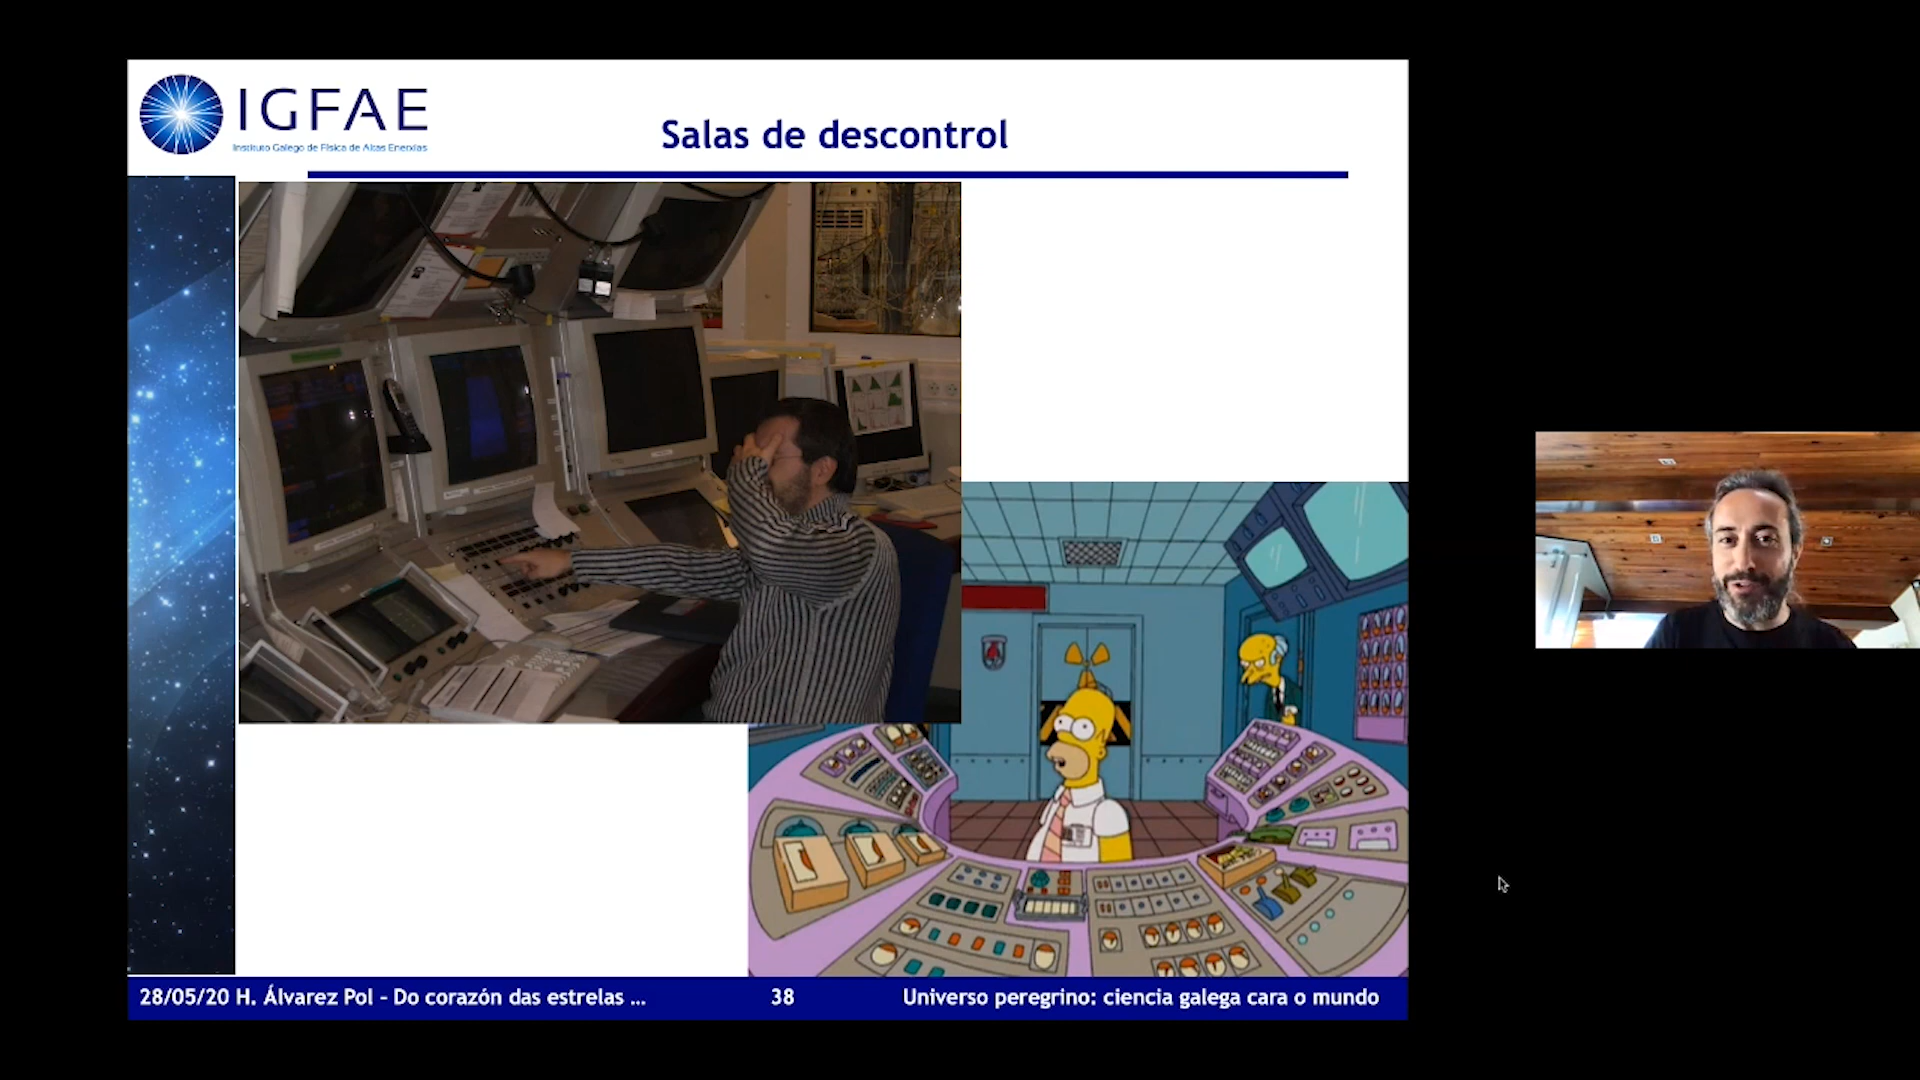 IGFAE
Instituto Galego de Física de Altas Enerxías
Salas de descontrol
28/05/20 H. Álvarez Pol - Do corazón das estrelas ...
38
Universo peregrino: ciencia galega cara o mundo